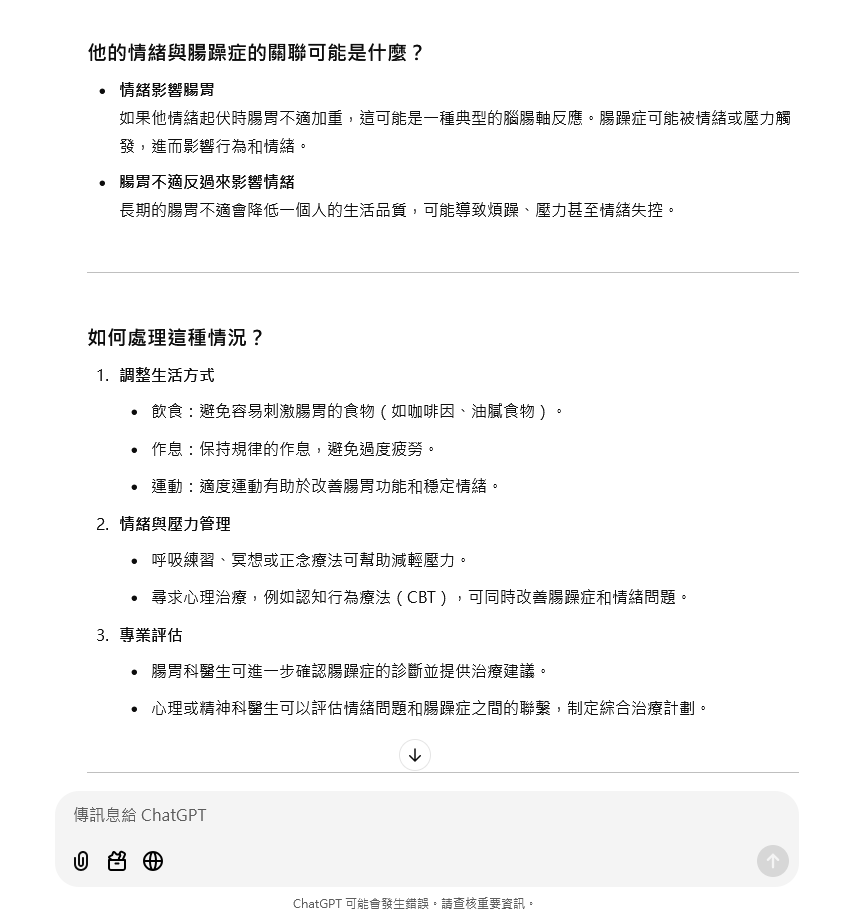 他的情緒與腸躁症的關聯可能是什麼？
• 情緒影響腸胃
如果他情緒起伏時腸胃不適加重，這可能是一種典型的腦腸軸反應。腸躁症可能被情緒或壓力觸
發，進而影響行為和情緒。
• 腸胃不適反過來影響情緒
長期的腸胃不適會降低一個人的生活品質，可能導致煩躁、壓力甚至情緒失控。
如何處理這種情況？
1. 調整生活方式
• 飲食：避免容易刺激腸胃的食物（如咖啡因、油膩食物）。
• 作息：保持規律的作息，避免過度疲勞。
• 運動：適度運動有助於改善腸胃功能和穩定情緒。
2. 情緒與壓力管理
• 呼吸練習、冥想或正念療法可幫助減輕壓力。
• 尋求心理治療，例如認知行為療法（CBT），可同時改善腸躁症和情緒問題。
3. 專業評估
• 腸胃科醫生可進一步確認腸躁症的診斷並提供治療建議。
• 心理或精神科醫生可以評估情緒問題和腸躁症之間的聯繫，制定綜合治療計劃。
傳訊息給 ChatGPT
ChatGPT 可能會發生錯誤。請查核重要資訊。